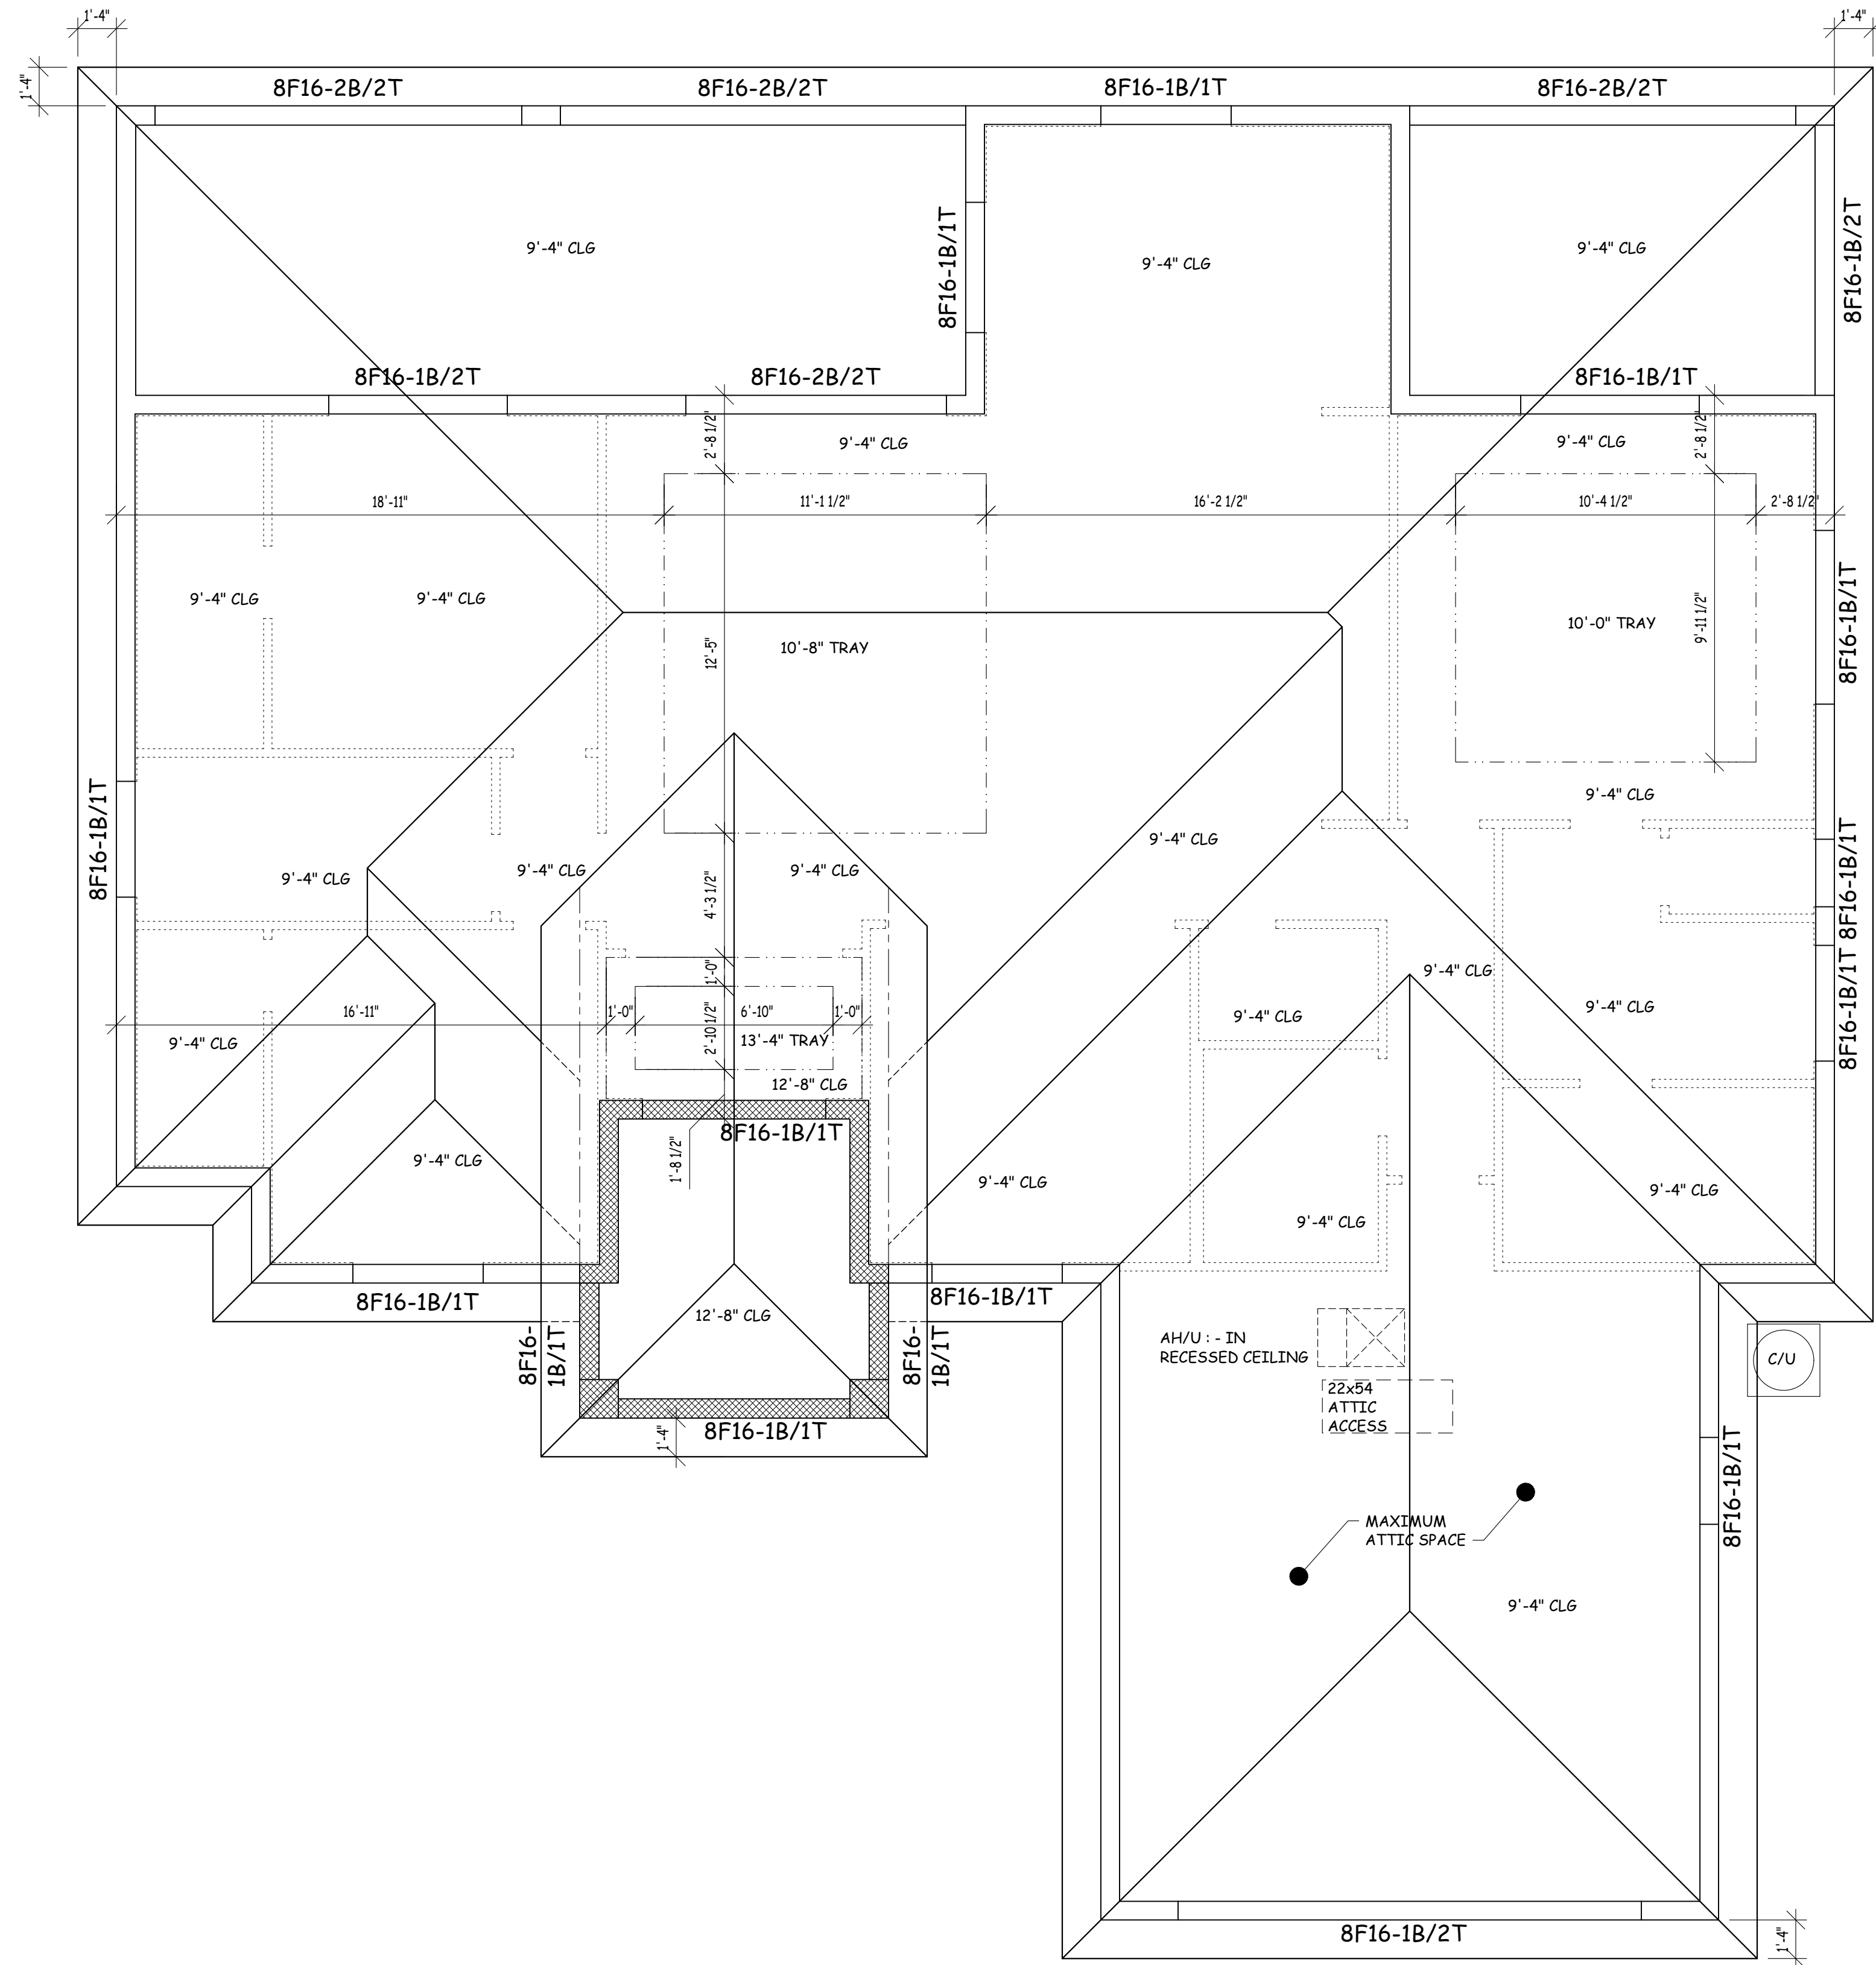 1'-4"
1'-4"
1'-4"
8F16-2B/2T
8F16-2B/2T
8F16-1B/1T
8F16-2B/2T
9'-4" CLG
8F16-1B/1T
9'-4" CLG
9'-4" CLG
8F16-1B/2T
8F16-1B/2T
8F16-2B/2T
8F16-1B/1T
2'-8 1/2"
9'-4" CLG
9'-4" CLG
2'-8 1/2"
18'-11"
11'-1 1/2"
16'-2 1/2"
10'-4 1/2"
2'-8 1/2"
9'-4" CLG
9'-4" CLG
12'-5"
10'-8" TRAY
10'-0" TRAY
9'-11 1/2"
8F16-1B/1T
9'-4" CLG
8F16-1B/1T
9'-4" CLG
9'-4" CLG
4'-3 1/2"
9'-4" CLG
9'-4" CLG
8F16-1B/1T
1'-0"
9'-4" CLG
16'-11"
1'-0"
6'-10"
1'-0"
2'-10 1/2"
13'-4" TRAY
9'-4" CLG
9'-4" CLG
9'-4" CLG
8F16-1B/1T
12'-8" CLG
8F16-1B/1T
1'-8 1/2"
9'-4" CLG
9'-4" CLG
9'-4" CLG
9'-4" CLG
8F16-1B/1T
8F16-1B/1T
12'-8" CLG
8F16-
1B/1T
8F16-
1B/1T
AH/U : - IN
RECESSED CEILING
C/U
22x54
ATTIC
ACCESS
8F16-1B/1T
1'-4"
8F16-1B/1T
MAXIMUM
ATTIC SPACE
9'-4" CLG
8F16-1B/2T
1'-4"